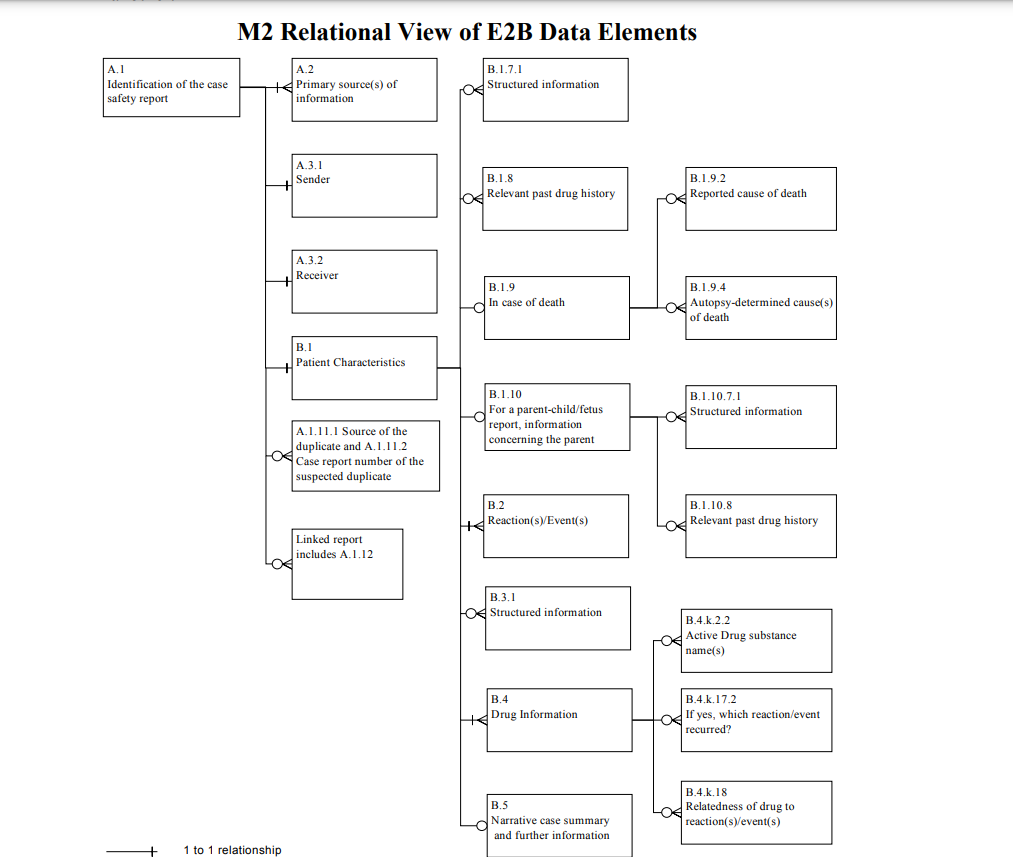 M2 Relational View of E2B Data Elements
A.1
Identification of the case
safety report
A.2
Primary source(s) of
information
A.3.1
Sender
A.3.2
Receiver
B.1
Patient Characteristics
A.1.11.1 Source of the
duplicate and A.1.11.2
Case report number of the
suspected duplicate
Linked report
includes A.1.12
B.1.7.1
Structured information
B.1.8
Relevant past drug history
B.1.9
In case of death
B.1.10
For a parent-child/fetus
report, information
concerning the parent
B.2
Reaction(s)/Event(s)
B.3.1
Structured information
B.4
Drug Information
B.5
Narrative case summary
and further information
B.1.9.2
Reported cause of death
B.1.9.4
Autopsy-determined cause(s)
of death
B.1.10.7.1
Structured information
B.1.10.8
Relevant past drug history
B.4.k.2.2
Active Drug substance
name(s)
B.4.k.17.2
If yes, which reaction/event
recurred?
B.4.k.18
Relatedness of drug to
reaction(s)/event(s)
1 to 1 relationship